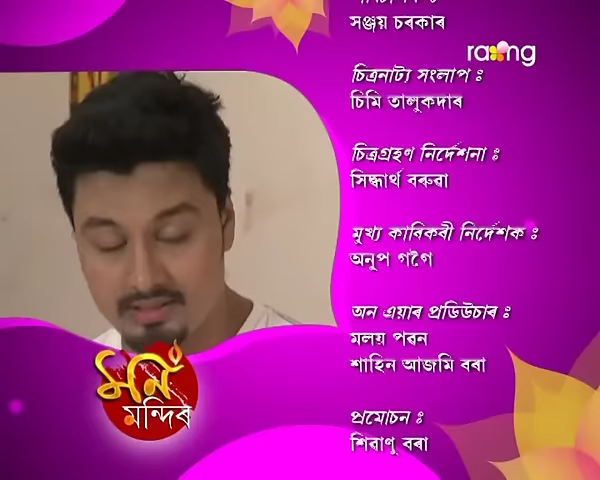 সঞ্জয় চৰকাৰ
rang
চিত্ৰনাট্য সংলাপ :
চিমি তালুকদাৰ
চিত্ৰগ্ৰহণ নিৰ্দেশনা :
সিদ্ধাৰ্থ বৰুৱা
মুখ্য কাৰিকৰী নিৰ্দেশক :
অনুপ গগৈ
অন এয়াৰ প্ৰডিউচাৰ :
মলয় পৱন
শাহিন আজমি বৰা
প্ৰমোচন :
শিৱাণু বৰা
মন
মন্দিৰ